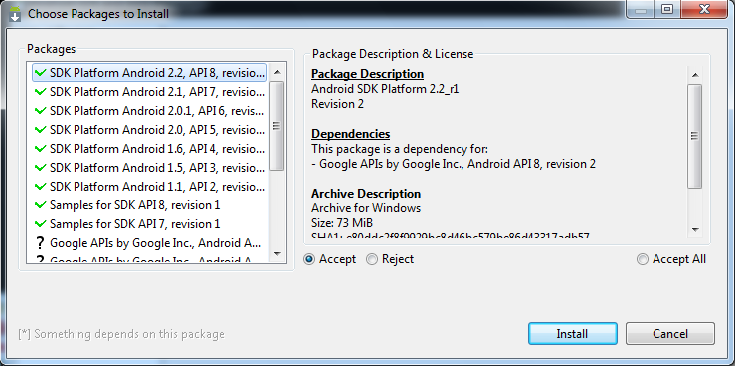 Choose Packages to Install
Packages
SDK Platform Android 2.2, API 8, revisio...
SDK Platform Android 2.1, API 7, revisio...
SDK Platform Android 2.0.1, API 6, revisio...
SDK Platform Android 2.0, API 5, revisio...
SDK Platform Android 1.6, API 4, revisio...
SDK Platform Android 1.5, API 3, revisio...
SDK Platform Android 1.1, API 2, revisio...
Samples for SDK API 8, revision 1
Samples for SDK API 7, revision 1
? Google APIs by Google Inc., Android A...
? Google APIs by Google Inc., Android A...
Package Description & License
Package Description
Android SDK Platform 2.2_r1
Revision 2
Dependencies
This package is a dependency for:
- Google APIs by Google Inc., Android API 8, revision 2
Archive Description
Archive for Windows
Size: 73 MiB
SHA1:
Accept
Reject
Accept All
[*] Someth ng depends on this package
Install
Cancel